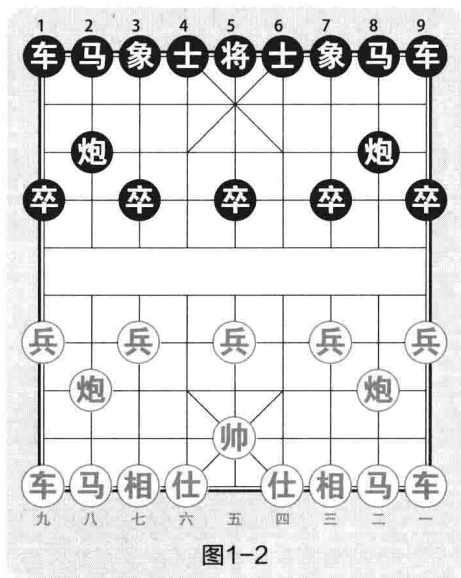 1 2 3 4 5 6 7 8 9
车 马 象 士 将 士 象 马 车
炮 炮
卒 卒 卒 卒 卒
兵 兵 兵 兵 兵
炮 炮
帅
车 马 相 仕 仕 相 马 车
九 八 七 六 五 四 三 二 一
图1-2